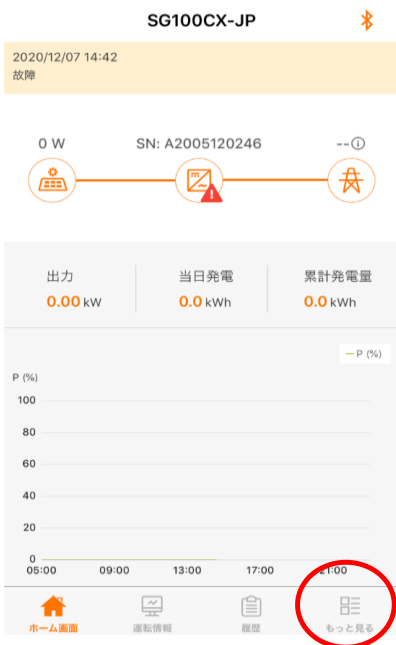 SG100CX-JP
2020/12/07 14:42
故障
0 W
SN: A2005120246
--
出力
当日発電
累計発電量
0.00 kW
0.0 kWh
0.0 kWh
P (%)
P (%)
100
80
60
40
20
0
05:00 09:00 13:00 17:00 21:00
ホーム画面 運転情報 履歴 もっと見る